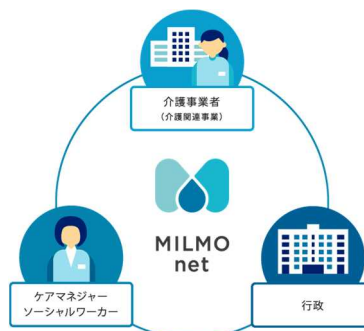 介護事業者
(介護関連事業)
MILMO
net
ケアマネジャー
ソーシャルワーカー
行政